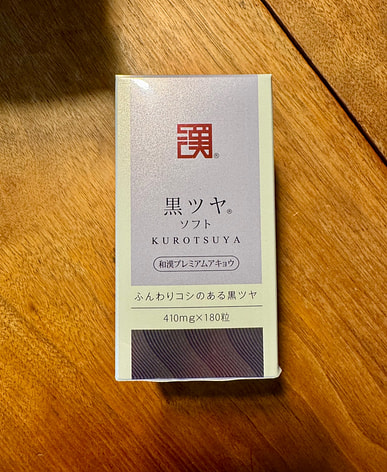 漢®
黒ツヤ®
ソフト
KUROTSUYA
和漢プレミアムアキョウ
ふんわりコシのある黒ツヤ
410mg×180粒